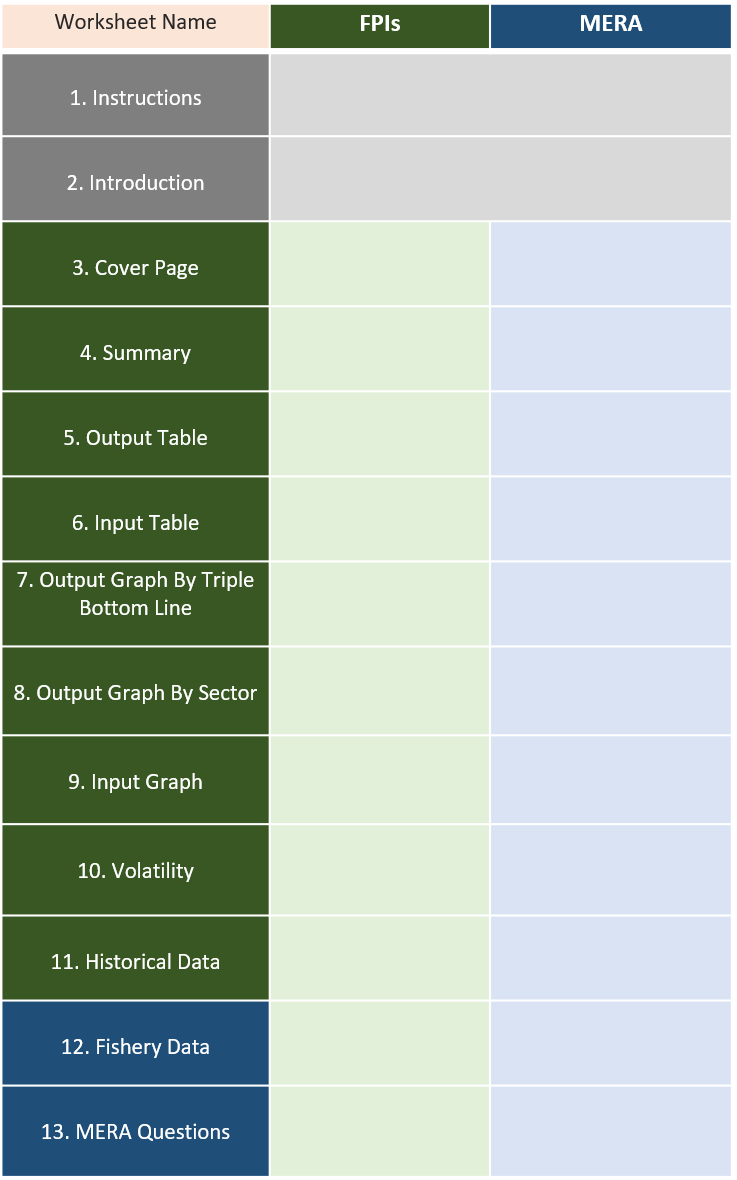 Worksheet Name FPIs MERA
1. Instructions
2. Introduction
3. Cover Page
4. Summary
5. Output Table
6. Input Table
7. Output Graph By Triple
Bottom Line
8. Output Graph By Sector
9. Input Graph
10. Volatility
11. Historical Data
12. Fishery Data
13. MERA Questions